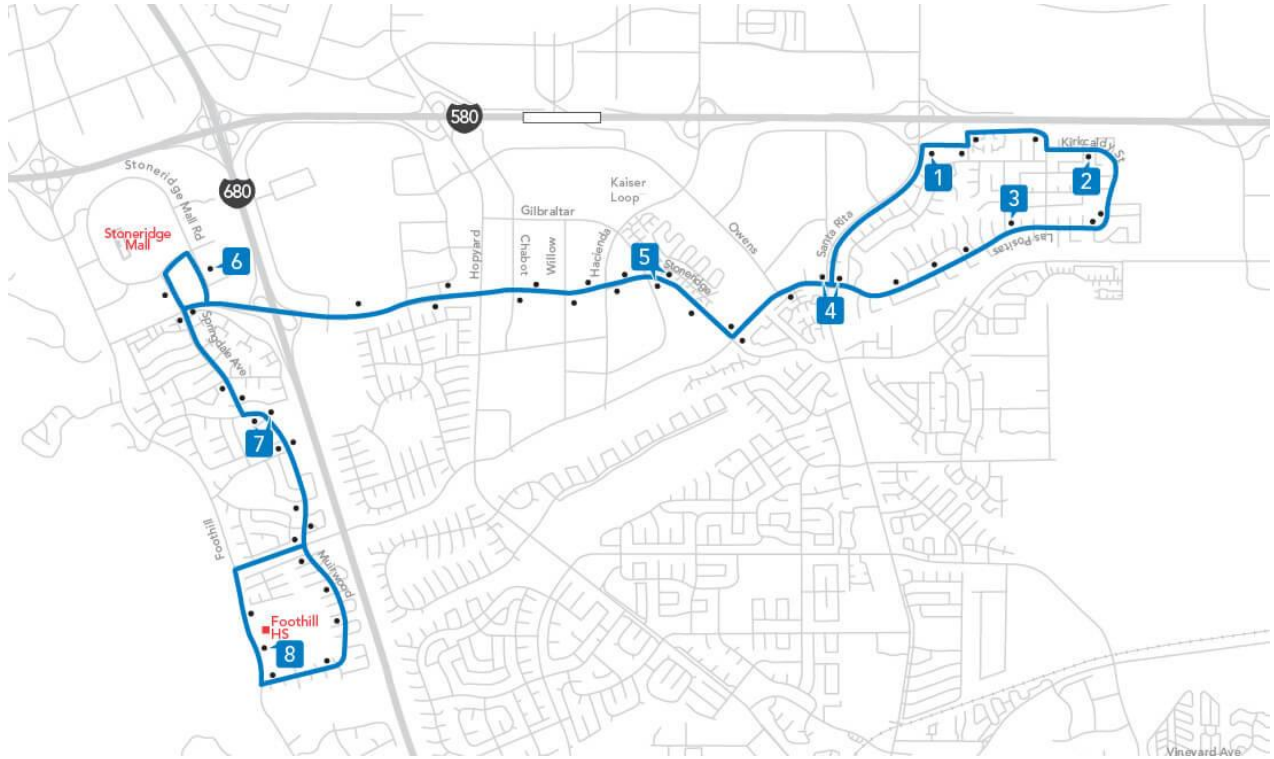 580
Kirkcaldy St
1
2
Stoneridge Mall Rd
680
Kaiser
Loop
3
Gilbraltar
Stoneridge
Mall
Santa Rita
Owens
Hopyard
Chabot
Willow
Hacienda
5
Stoneridge
Las Positas
6
4
Springdale Ave
7
Foothill
Muirwood
Foothill
HS
8
Vineyard Ave